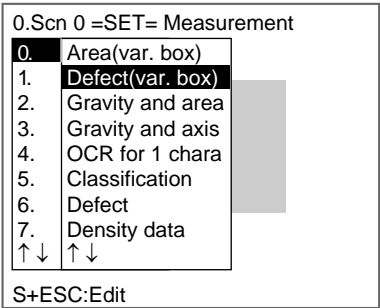 0.Scn 0 =SET= Measurement
0. Area(var. box)
1. Defect(var. box)
2. Gravity and area
3. Gravity and axis
4. OCR for 1 chara
5. Classification
6. Defect
7. Density data
↑↓ ↑↓
S+ESC:Edit